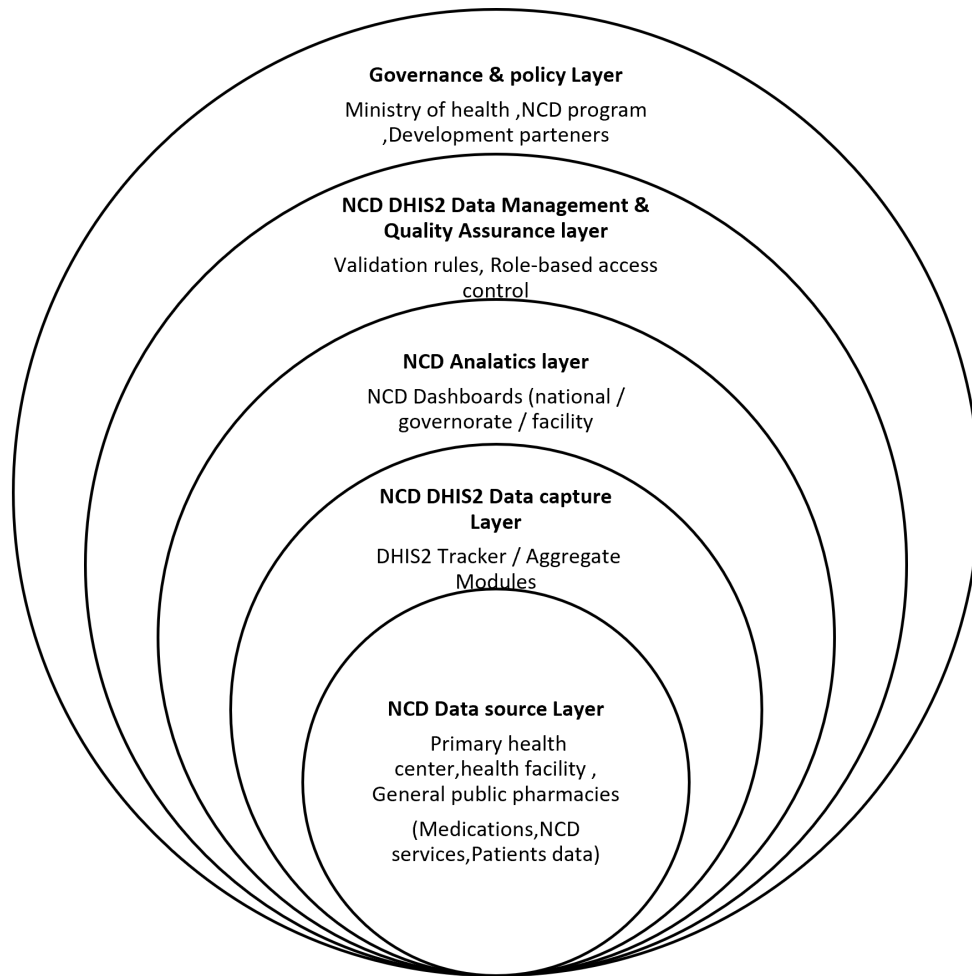 Governance & policy Layer
Ministry of health ,NCD program
,Development parteners
NCD DHIS2 Data Management &
Quality Assurance layer
Validation rules, Role-based access
control
NCD Analatics layer
NCD Dashboards (national /
governorate / facility
NCD DHIS2 Data capture
Layer
DHIS2 Tracker / Aggregate
Modules
NCD Data source Layer
Primary health
center,health facility ,
General public pharmacies
(Medications,NCD
services,Patients data)